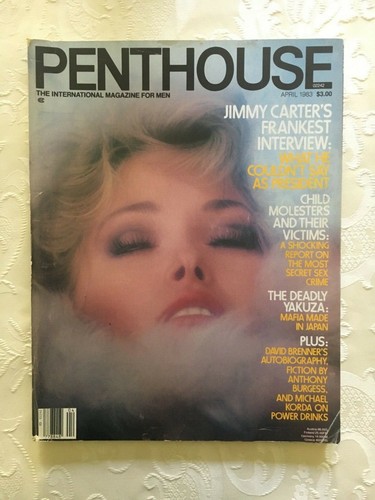 PENTHOUSE
THE INTERNATIONAL MAGAZINE FOR MEN
APRIL 1983 $3.00
JIMMY CARTER'S
FRANKEST
INTERVIEW:
WHAT HE
COULDN'T SAY
AS PRESIDENT
CHILD
MOLESTERS
AND THEIR
VICTIMS:
A SHOCKING
REPORT ON
THE MOST
SECRET SEX
CRIME
THE DEADLY
YAKUZA:
MAFIA MADE
IN JAPAN
PLUS:
DAVID BRENNER'S
AUTOBIOGRAPHY,
FICTION BY
ANTHONY
BURGESS,
AND MICHAEL
KORDA ON
POWER DRINKS